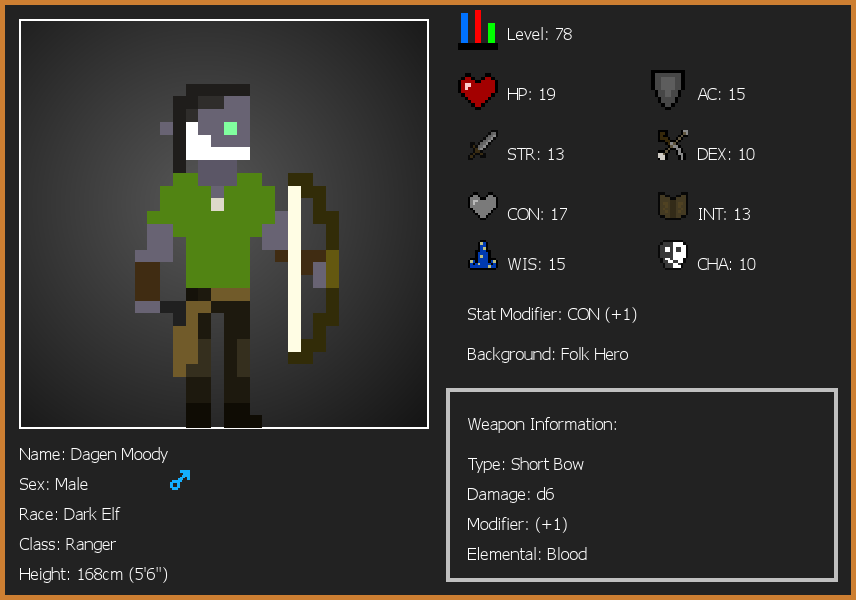 Level: 78
HP: 19
AC: 15
STR: 13
DEX: 10
CON: 17
INT: 13
WIS: 15
CHA: 10
Stat Modifier: CON (+1)
Background: Folk Hero
Weapon Information:
Type: Short Bow
Damage: d6
Modifier: (+1)
Elemental: Blood
Name: Dagen Moody
Sex: Male
Race: Dark Elf
Class: Ranger
Height: 168cm (5'6")